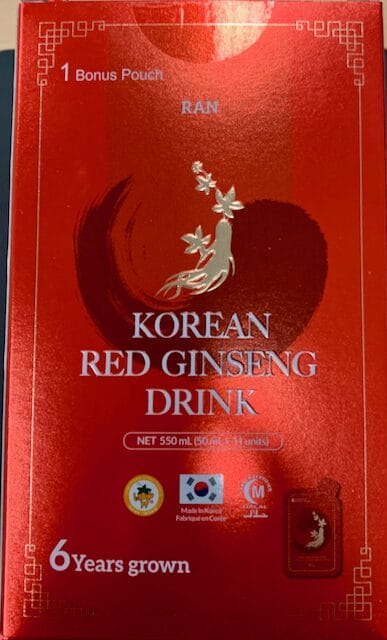 1 Bonus Pouch
RAN
KOREAN
RED GINSENG
DRINK
NET 550 mL (50 mL × 11 units)
Made in Korea
Fabriqué en Corée
M
HALAL
6 Years grown